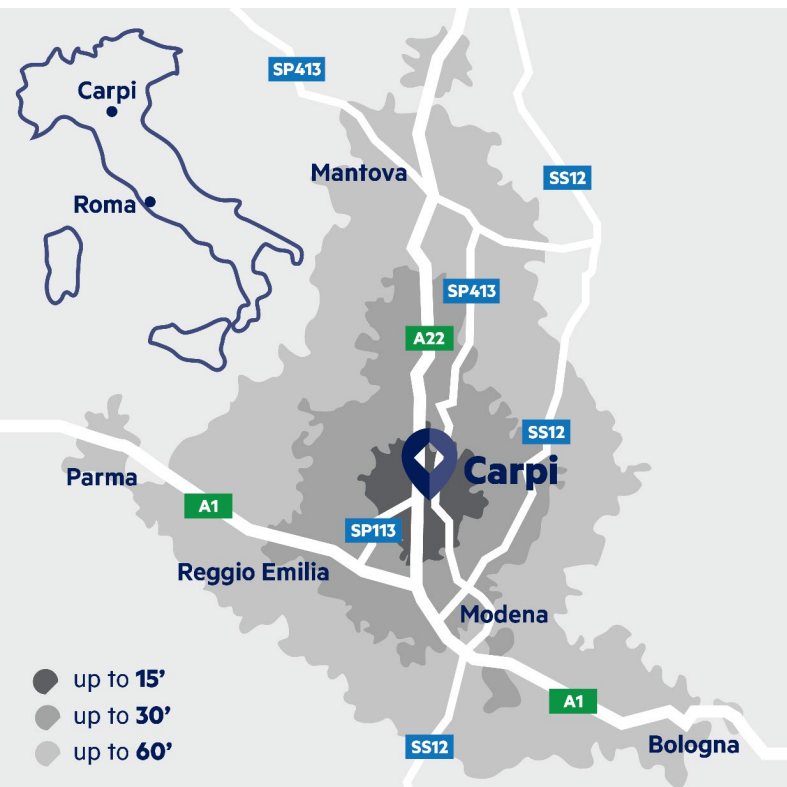 SP413
Carpi
Mantova
SS12
Roma
SP413
A22
SS12
Carpi
Parma
A1
SP113
Reggio Emilia
Modena
up to 15’
up to 30’
A1
up to 60’
SS12
Bologna